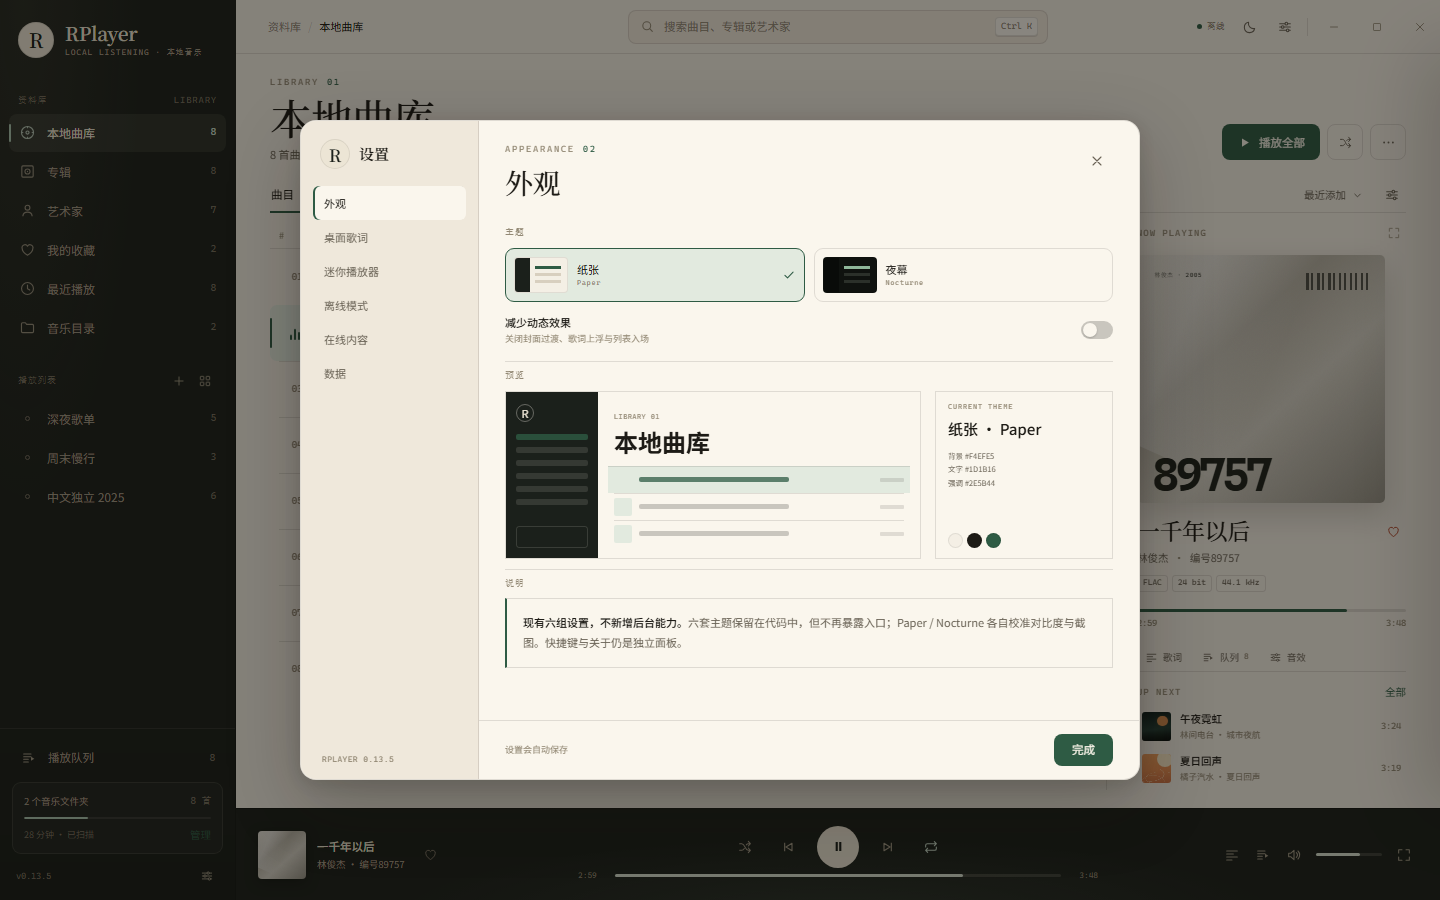 R
RPlayer
LOCAL LISTENING · 本地音乐
资料库
LIBRARY
本地曲库
8
专辑
8
艺术家
7
我的收藏
2
最近播放
8
音乐目录
2
播放列表
深夜歌单
5
周末慢行
3
中文独立 2025
6
播放队列
8
2 个音乐文件夹
8 首
28 分钟 · 已扫描
管理
v0.13.5
资料库 / 本地曲库
搜索曲目、专辑或艺术家
Ctrl K
LIBRARY 01
本地曲库
8 首曲
播放全部
曲目
最近添加
#
01
03
04
05
06
07
08
R
设置
外观
桌面歌词
迷你播放器
离线模式
在线内容
数据
RPLAYER 0.13.5
APPEARANCE 02
外观
主题
纸张
Paper
夜幕
Nocturne
减少动态效果
关闭封面过渡、歌词上浮与列表入场
预览
R
LIBRARY 01
本地曲库
CURRENT THEME
纸张 · Paper
背景 #F4EFE5
文字 #1D1B16
强调 #2E5B44
说明
现有六组设置，不新增后台能力。六套主题保留在代码中，但不再暴露入口；Paper / Nocturne 各自校准对比度与截
图。快捷键与关于仍是独立面板。
设置会自动保存
完成
OW PLAYING
林俊杰 · 2005
89757
一千年以后
林俊杰 · 编号89757
FLAC
24 bit
44.1 kHz
2:59
3:48
歌词
队列 8
音效
UP NEXT
全部
午夜霓虹
林间电台 · 城市夜航
3:24
夏日回声
橘子汽水 · 夏日回声
3:19
一千年以后
林俊杰 · 编号89757
2:59
3:48